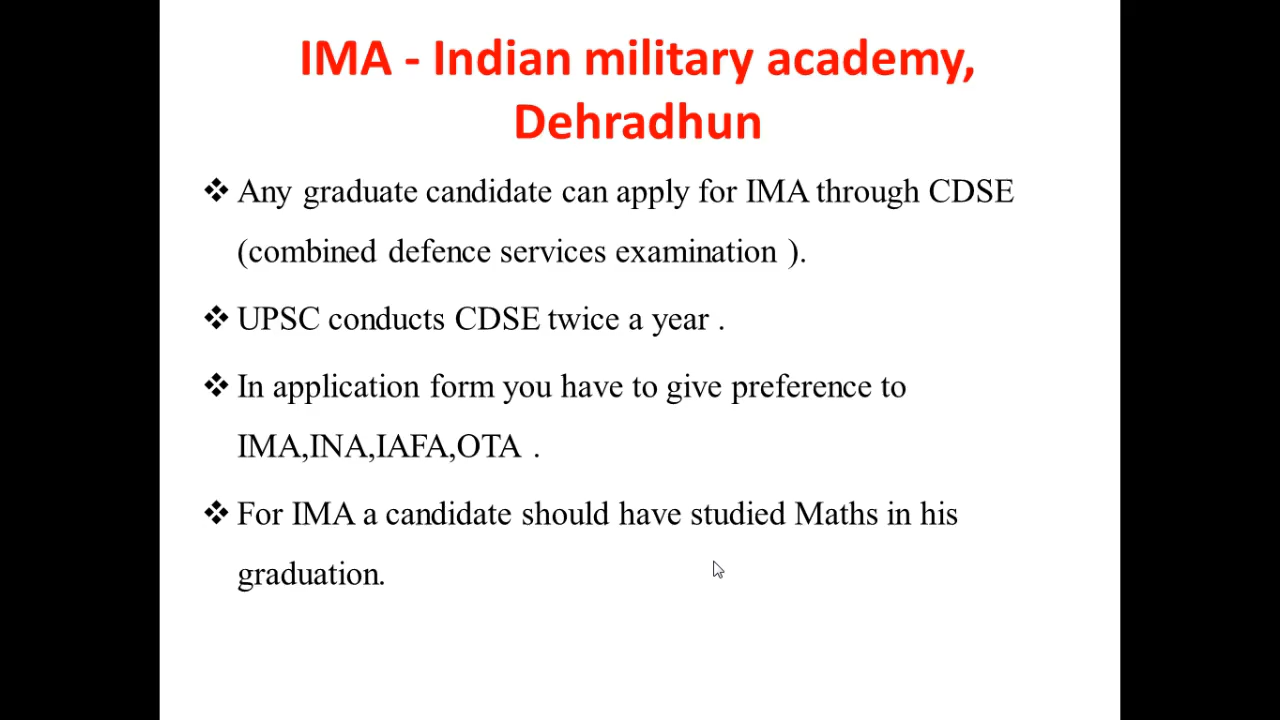 IMA - Indian military academy,
Dehradhun
❖ Any graduate candidate can apply for IMA through CDSE
(combined defence services examination ).
❖ UPSC conducts CDSE twice a year .
❖ In application form you have to give preference to
IMA,INA,IAFA,OTA .
❖ For IMA a candidate should have studied Maths in his
graduation.